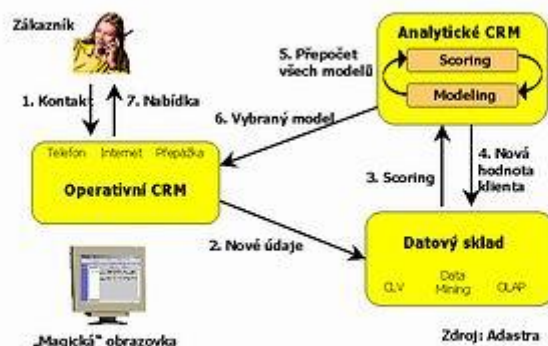 Zákazník
1. Kontakt
7. Nabídka
Telefon Internet Přepážka
Operativní CRM
„Magická“ obrazovka
Analytické CRM
Scoring
Modeling
5. Přepočet
všech modelů
6. Vybraný model
3. Scoring
4. Nová
hodnota
klienta
2. Nové údaje
Datový sklad
CLV
Data
Mining
OLAP
Zdroj: Adastra